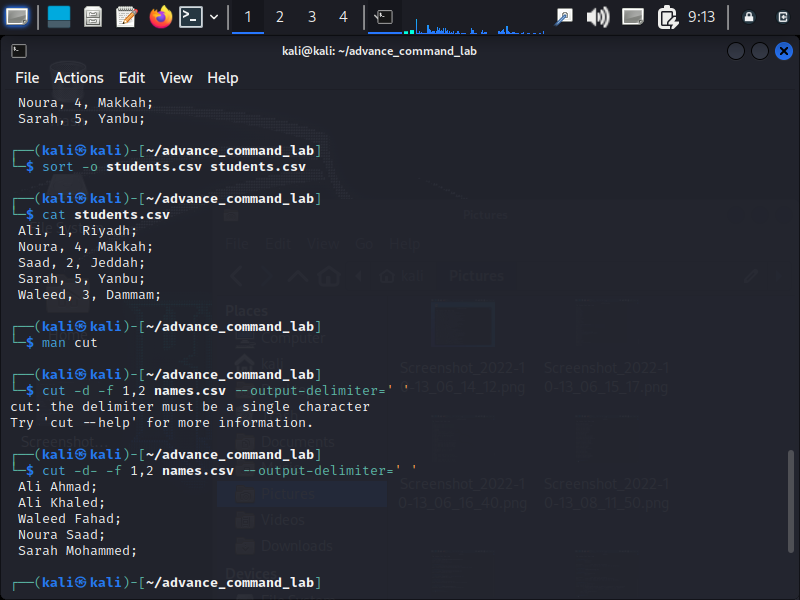 1 2 3 4 9:13
kali@kali: ~/advance_command_lab
File Actions Edit View Help
Noura, 4, Makkah;
Sarah, 5, Yanbu;
┌──(kali㉿kali)-[~/advance_command_lab]
└─$ sort -o students.csv students.csv
┌──(kali㉿kali)-[~/advance_command_lab]
└─$ cat students.csv
Ali, 1, Riyadh;
Noura, 4, Makkah;
Saad, 2, Jeddah;
Sarah, 5, Yanbu;
Waleed, 3, Dammam;
┌──(kali㉿kali)-[~/advance_command_lab]
└─$ man cut
┌──(kali㉿kali)-[~/advance_command_lab]
└─$ cut -d -f 1,2 names.csv --output-delimiter=' '
cut: the delimiter must be a single character
Try 'cut --help' for more information.
┌──(kali㉿kali)-[~/advance_command_lab]
└─$ cut -d- -f 1,2 names.csv --output-delimiter=' '
Ali Ahmad;
Ali Khaled;
Waleed Fahad;
Noura Saad;
Sarah Mohammed;
┌──(kali㉿kali)-[~/advance_command_lab]